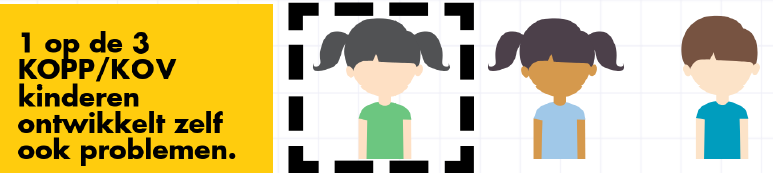 1 op de 3
KOPP/KOV
kinderen
ontwikkelt zelf
ook problemen.